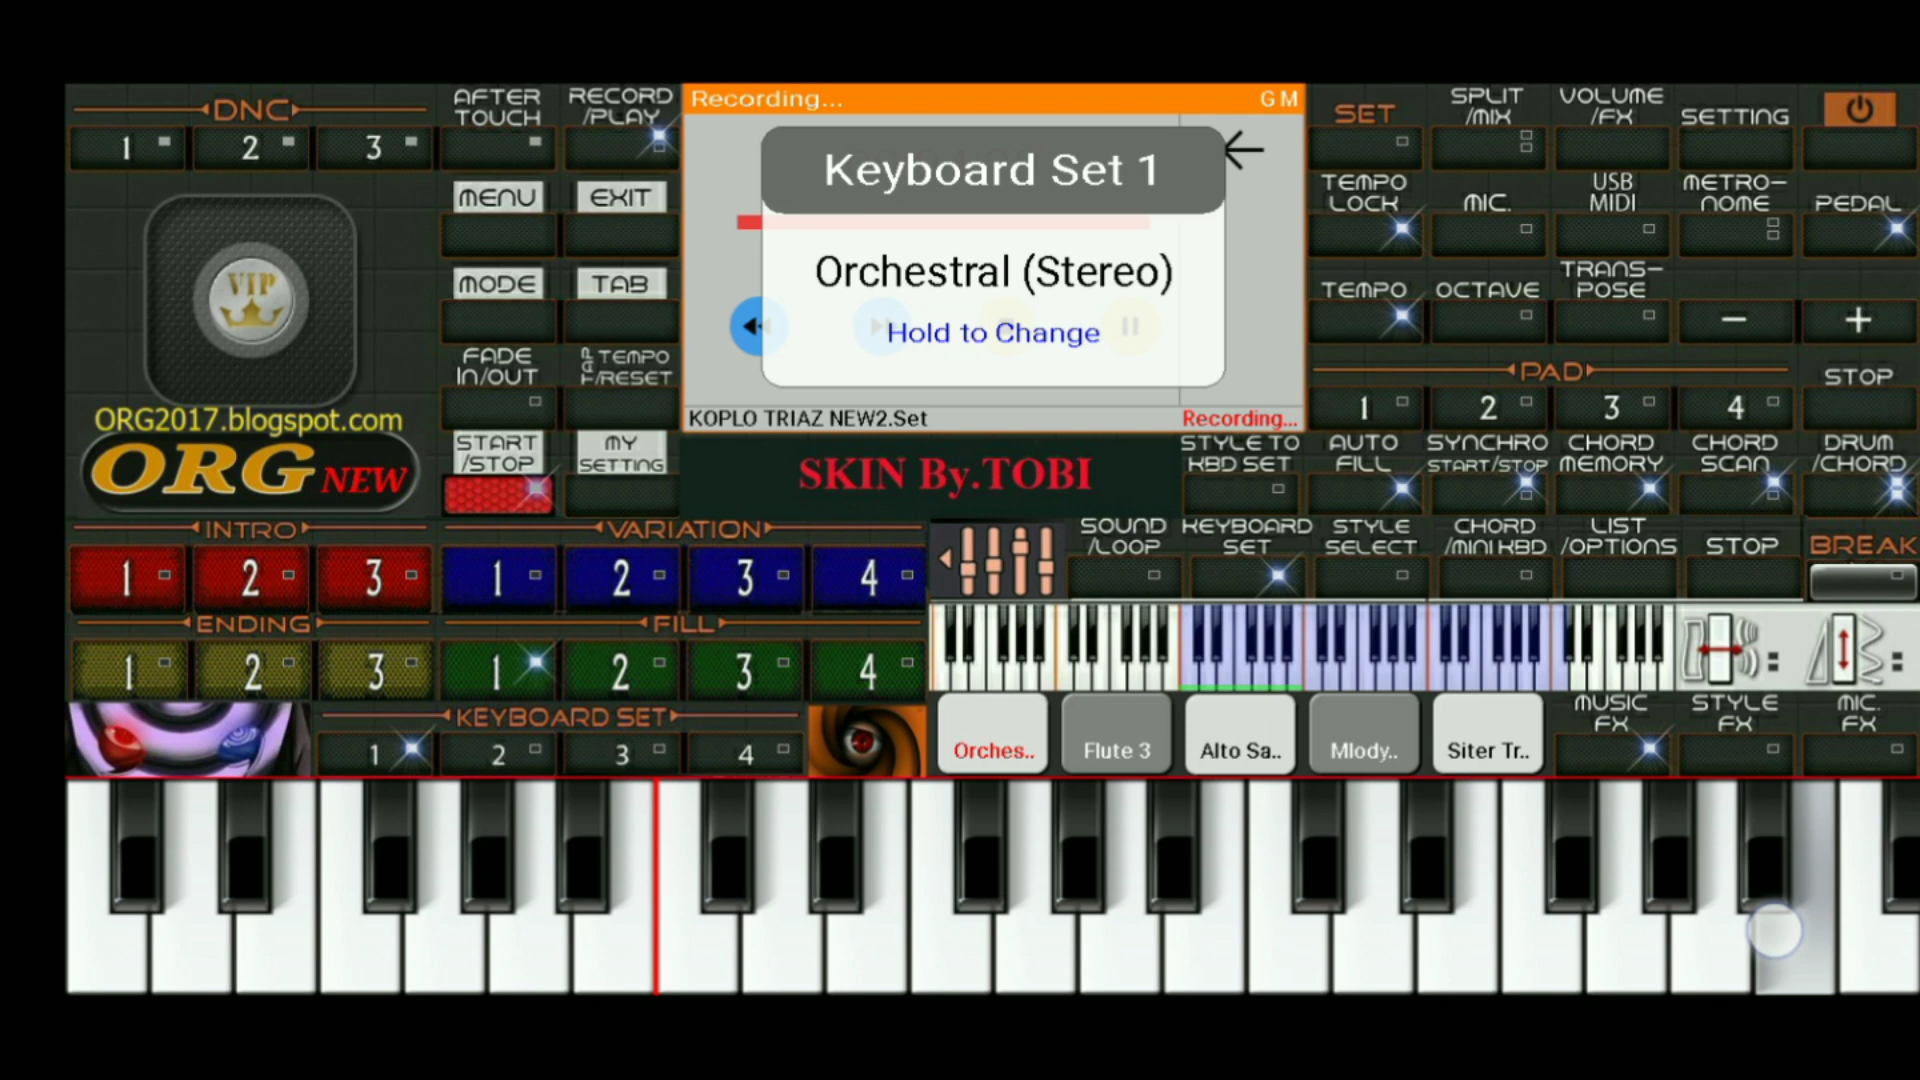 DNC
1 2 3
AFTER TOUCH
RECORD /PLAY
MENU EXIT
MODE TAB
FADE IN/OUT
TEMPO
/RESET
START /STOP
MY SETTING
VIP
ORG2017.blogspot.com
ORG NEW
Recording... GM
Keyboard Set 1
Orchestral (Stereo)
Hold to Change
KOPLO TRIAZ NEW2.Set Recording...
SKIN By.TOBI
SET
SPLIT /MIX
VOLUME /FX
SETTING
TEMPO LOCK
MIC.
USB MIDI
METRO- NOME
PEDAL
TEMPO
OCTAVE
TRANS- POSE
− +
PAD
1 2 3 4
STOP
STYLE TO KBD SET
AUTO FILL
SYNCHRO START/STOP
CHORD MEMORY
CHORD SCAN
DRUM /CHORD
INTRO
1 2 3
VARIATION
1 2 3 4
SOUND /LOOP
KEYBOARD SET
STYLE SELECT
CHORD /MINI KBD
LIST /OPTIONS
STOP
BREAK
ENDING
1 2 3
FILL
1 2 3 4
KEYBOARD SET
1 2 3 4
Orches..
Flute 3
Alto Sa..
Mlody..
Siter Tr..
MUSIC FX
STYLE FX
MIC. FX